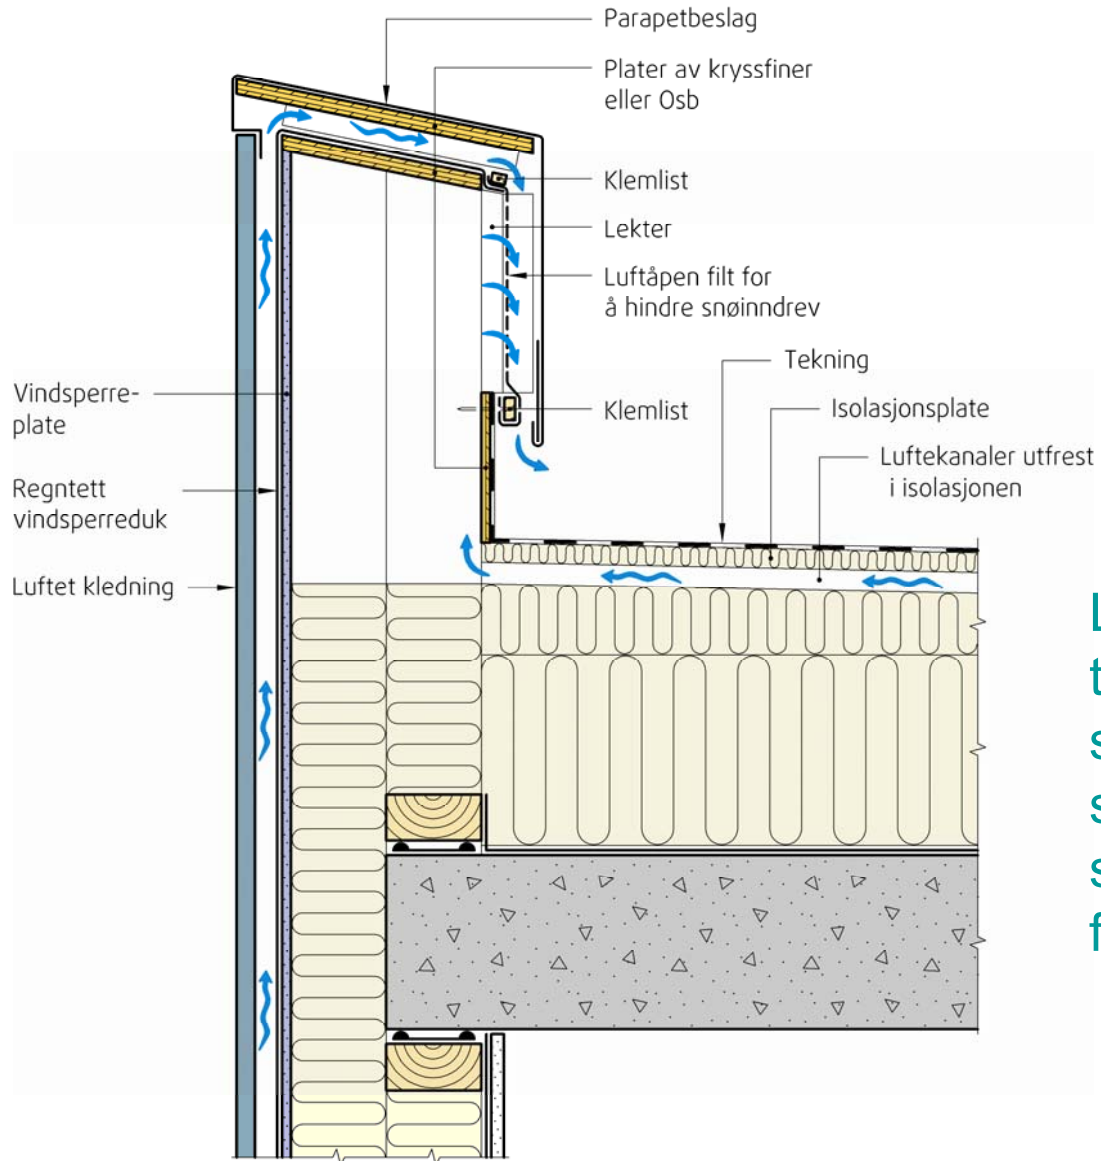 Parapetbeslag
Plater av kryssfiner
eller Osb
Klemlist
Lekter
Luftåpen filt for
å hindre snøinndrev
Tekning
Klemlist
Isolasjonsplate
Luftekanaler utfrest
i isolasjonen
Vindsperre-
plate
Regntett
vindsperreduk
Luftet kledning